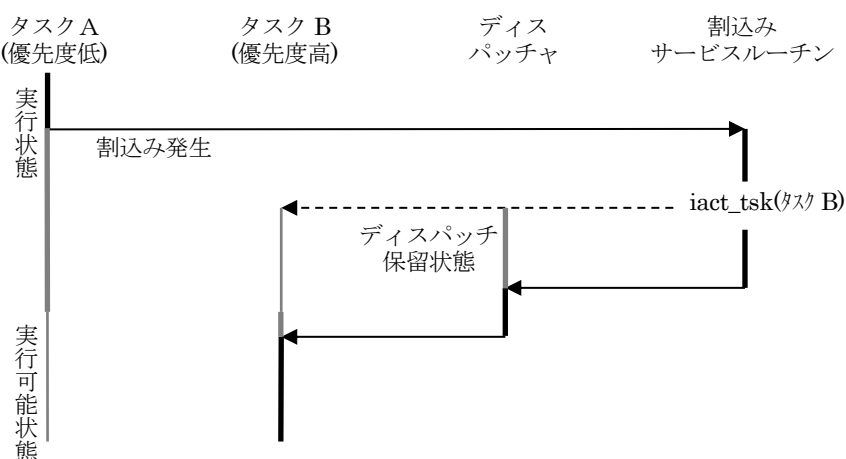 タスクA
(優先度低)
タスク B
(優先度高)
ディス
パッチャ
割込み
サービスルーチン
実行状態
割込み発生
iact_tsk(ﾀｽｸ B)
ディスパッチ
保留状態
実行可能状態